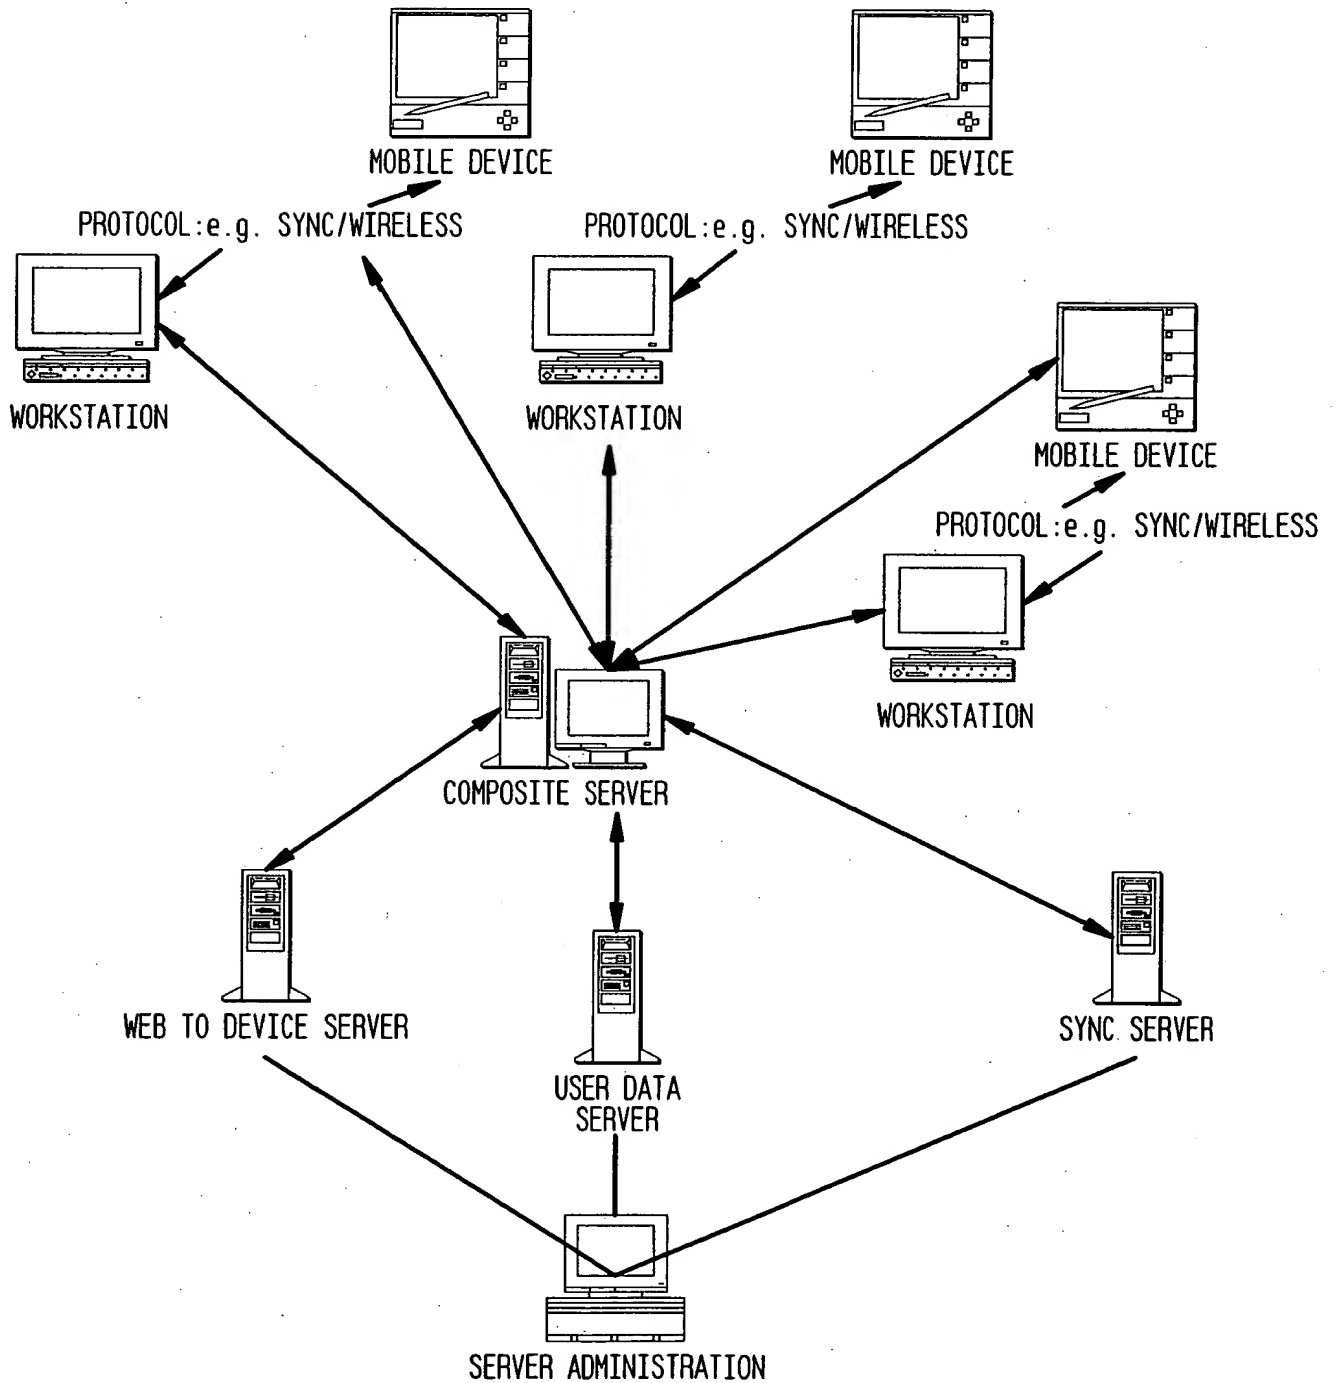 MOBILE DEVICE
MOBILE DEVICE
PROTOCOL:e.g. SYNC/WIRELESS
PROTOCOL:e.g. SYNC/WIRELESS
WORKSTATION
WORKSTATION
MOBILE DEVICE
PROTOCOL:e.g. SYNC/WIRELESS
WORKSTATION
COMPOSITE SERVER
WEB TO DEVICE SERVER
SYNC SERVER
USER DATA
SERVER
SERVER ADMINISTRATION